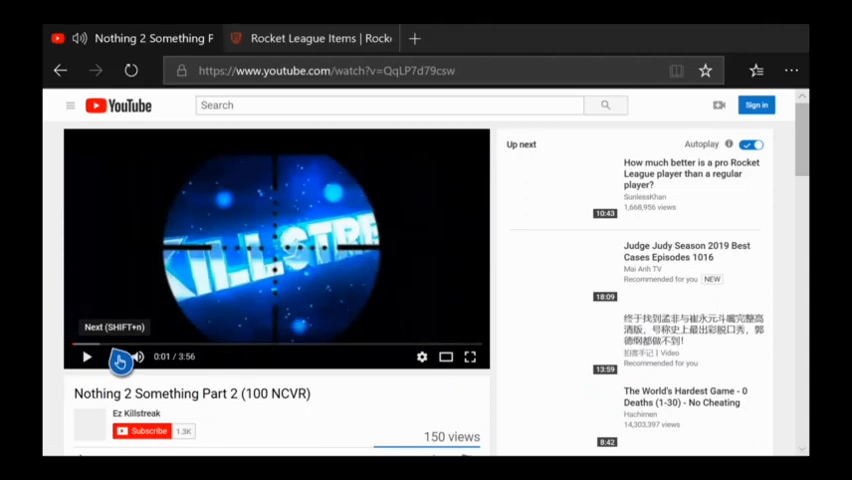 Nothing 2 Something F
Rocket League Items | Rock
https://www.youtube.com/watch?v=QqLP7d79csw
YouTube
Search
Sign in
KILLSTRE
Next (SHIFT+n)
0:01 / 3:56
Nothing 2 Something Part 2 (100 NCVR)
Ez Killstreak
Subscribe 1.3K
150 views
Up next
Autoplay
How much better is a pro Rocket
League player than a regular
player?
SunlessKhan
1,668,956 views
10:43
Judge Judy Season 2019 Best
Cases Episodes 1016
Mai Anh TV
Recommended for you NEW
18:09
终于找到孟非与崔永元斗嘴完整高
清版，号称史上最出彩脱口秀，郭
德纲都做不到！
拍客手记 | Video
Recommended for you
13:59
The World's Hardest Game - 0
Deaths (1-30) - No Cheating
Hachimen
14,303,397 views
8:42